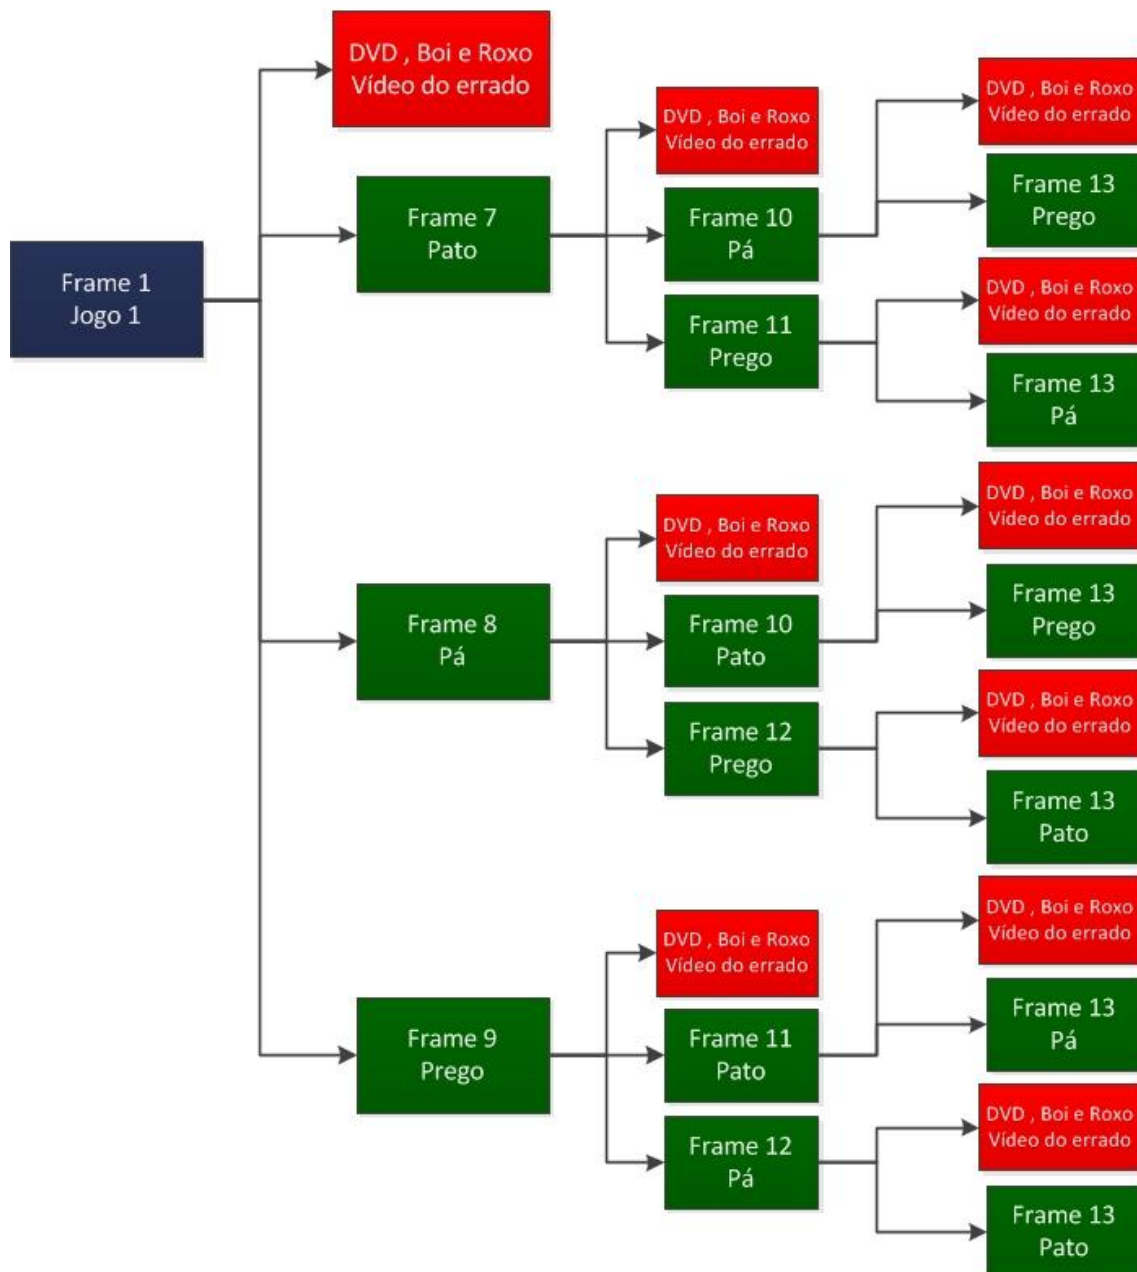 DVD , Boi e Roxo
Vídeo do errado
Frame 1
Jogo 1
Frame 7
Pato
DVD , Boi e Roxo
Vídeo do errado
Frame 10
Pá
Frame 11
Prego
DVD , Boi e Roxo
Vídeo do errado
Frame 13
Prego
DVD , Boi e Roxo
Vídeo do errado
Frame 13
Pá
Frame 8
Pá
DVD , Boi e Roxo
Vídeo do errado
Frame 10
Pato
Frame 12
Prego
DVD , Boi e Roxo
Vídeo do errado
Frame 13
Prego
DVD , Boi e Roxo
Vídeo do errado
Frame 13
Pato
Frame 9
Prego
DVD , Boi e Roxo
Vídeo do errado
Frame 11
Pato
Frame 12
Pá
DVD , Boi e Roxo
Vídeo do errado
Frame 13
Pá
DVD , Boi e Roxo
Vídeo do errado
Frame 13
Pato